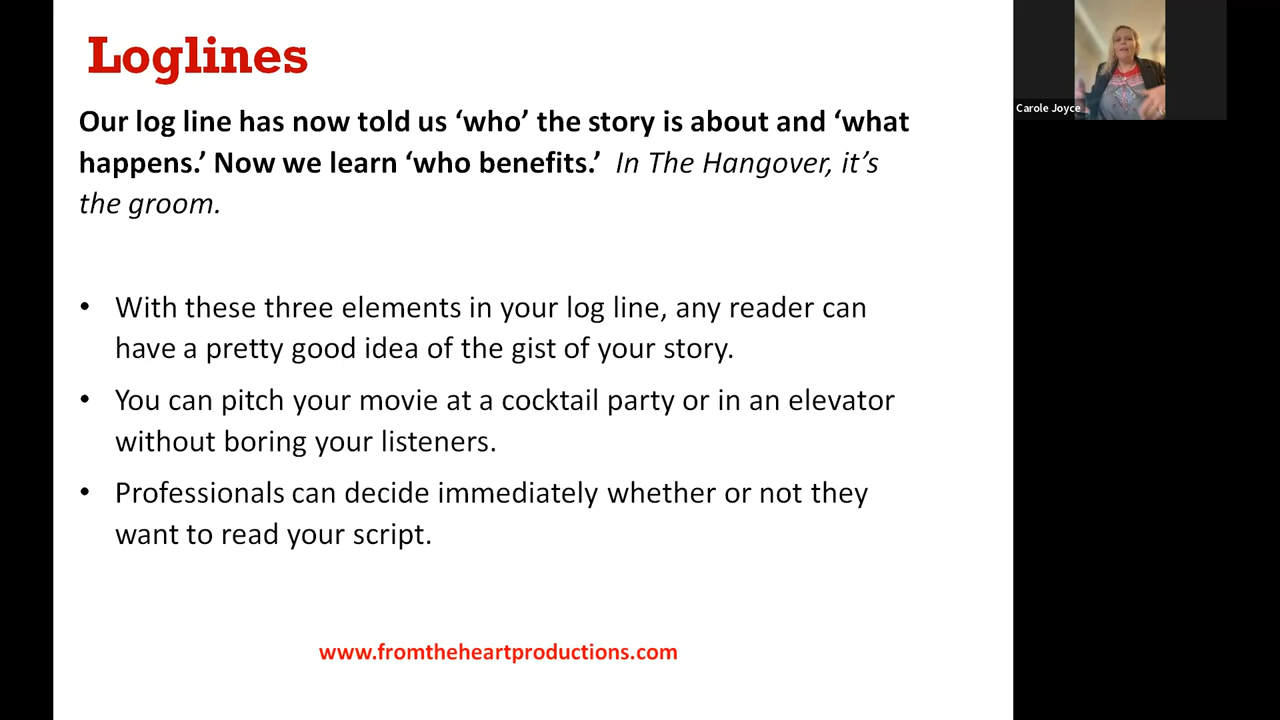 Loglines
Our log line has now told us ‘who’ the story is about and ‘what
happens.’ Now we learn ‘who benefits.’ In The Hangover, it’s
the groom.
• With these three elements in your log line, any reader can
have a pretty good idea of the gist of your story.
• You can pitch your movie at a cocktail party or in an elevator
without boring your listeners.
• Professionals can decide immediately whether or not they
want to read your script.
www.fromtheheartproductions.com
Carole Joyce